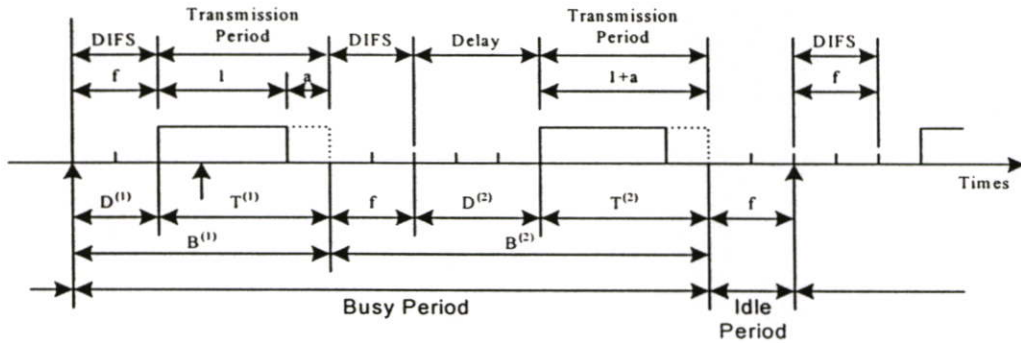 Transmission Period
DIFS
Transmission Period
DIFS
Delay
DIFS
f
l
a
l+a
f
Times
D(1)
T(1)
f
D(2)
T(2)
f
B(1)
B(2)
Busy Period
Idle Period